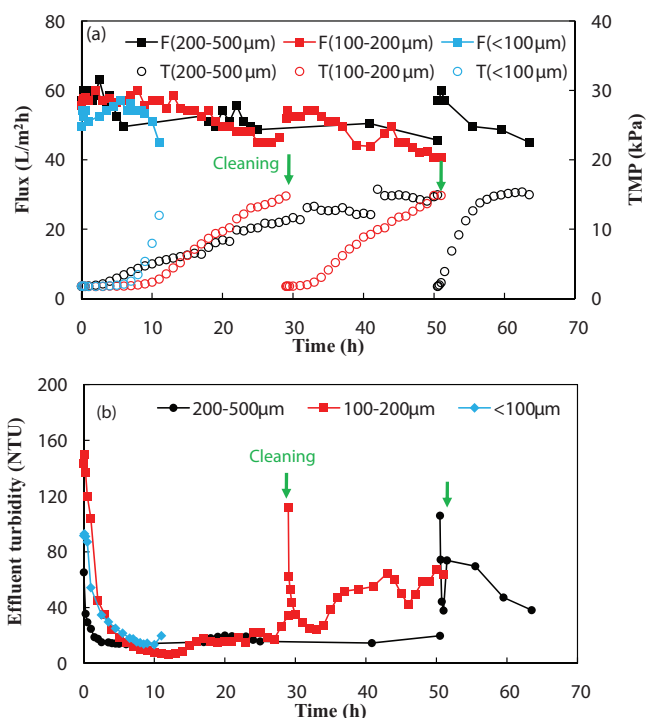 (a)
F(200-500μm) F(100-200μm) F(<100μm)
T(200-500μm) T(100-200μm) T(<100μm)
80
60
40
20
0
Flux (L/m²h)
40
30
20
10
0
TMP (kPa)
Cleaning
0 10 20 30 40 50 60 70
Time (h)
(b)
200-500μm 100-200μm <100μm
200
160
120
80
40
0
Effluent turbidity (NTU)
Cleaning
0 10 20 30 40 50 60 70
Time (h)